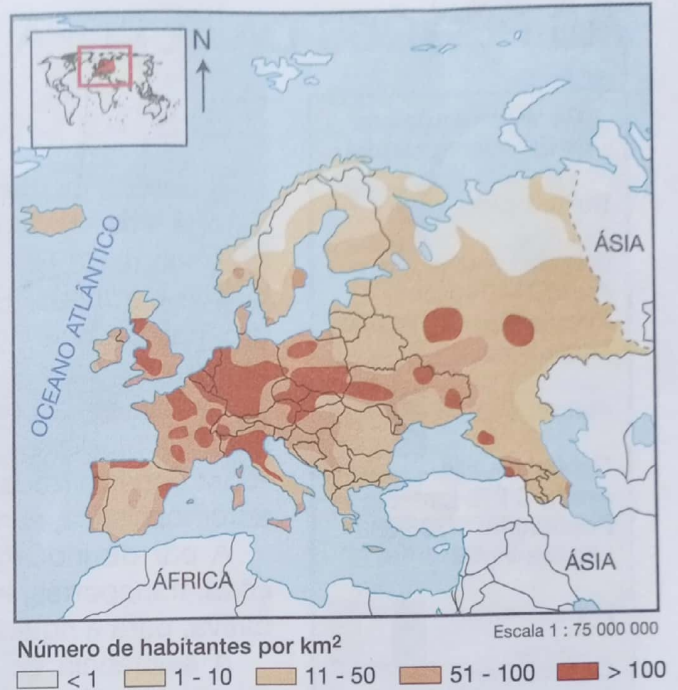 N
OCEANO ATLÂNTICO
ÁSIA
ÁFRICA
ÁSIA
Escala 1 : 75 000 000
Número de habitantes por km²
< 1
1 - 10
11 - 50
51 - 100
> 100